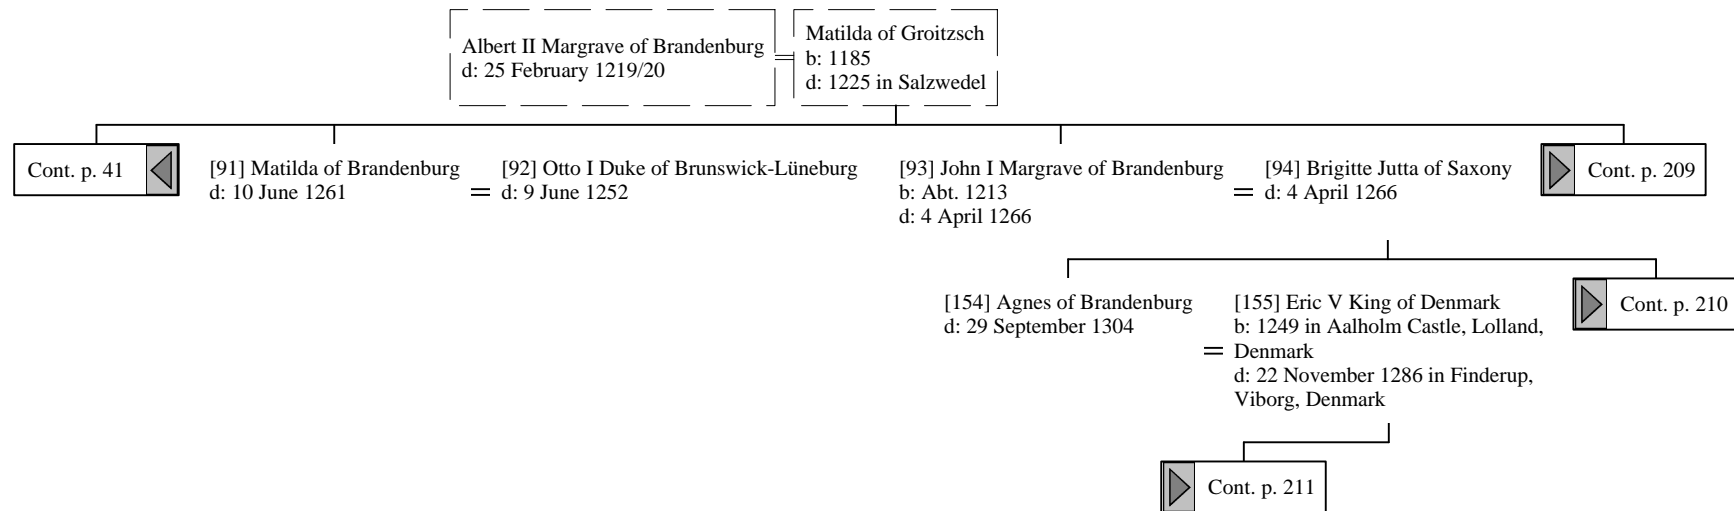 Albert II Margrave of Brandenburg
d: 25 February 1219/20
=
Matilda of Groitzsch
b: 1185
d: 1225 in Salzwedel
Cont. p. 41
[91] Matilda of Brandenburg
d: 10 June 1261
=
[92] Otto I Duke of Brunswick-Lüneburg
d: 9 June 1252
[93] John I Margrave of Brandenburg
b: Abt. 1213
d: 4 April 1266
=
[94] Brigitte Jutta of Saxony
d: 4 April 1266
Cont. p. 209
[154] Agnes of Brandenburg
d: 29 September 1304
=
[155] Eric V King of Denmark
b: 1249 in Aalholm Castle, Lolland,
Denmark
d: 22 November 1286 in Finderup,
Viborg, Denmark
Cont. p. 210
Cont. p. 211